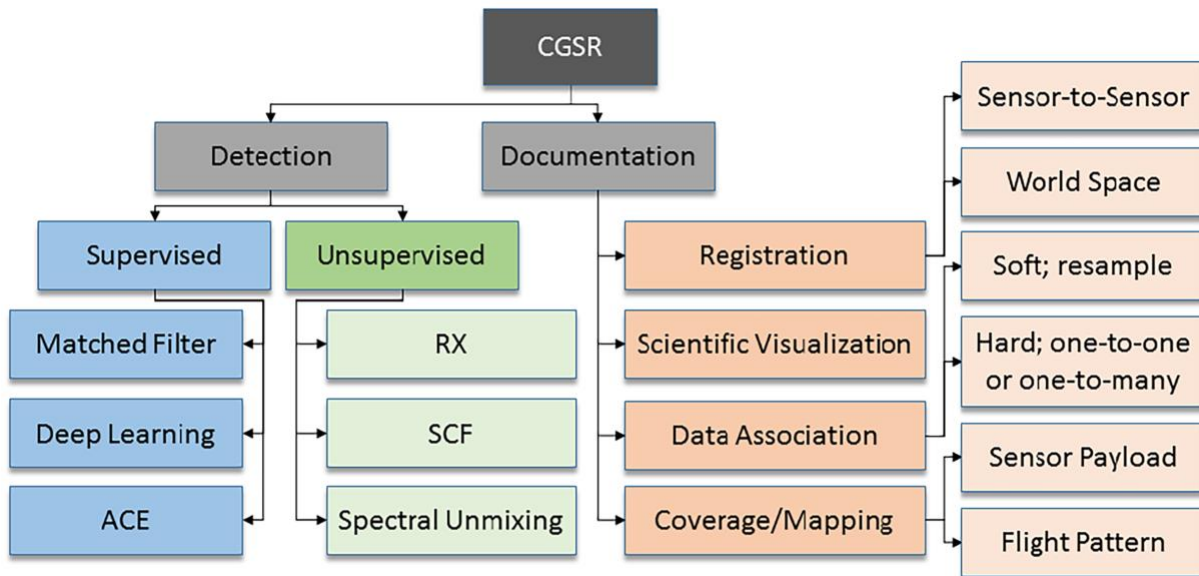 CGSR
Detection
Documentation
Supervised
Unsupervised
Matched Filter
Deep Learning
ACE
RX
SCF
Spectral Unmixing
Registration
Scientific Visualization
Data Association
Coverage/Mapping
Sensor-to-Sensor
World Space
Soft; resample
Hard; one-to-one
or one-to-many
Sensor Payload
Flight Pattern